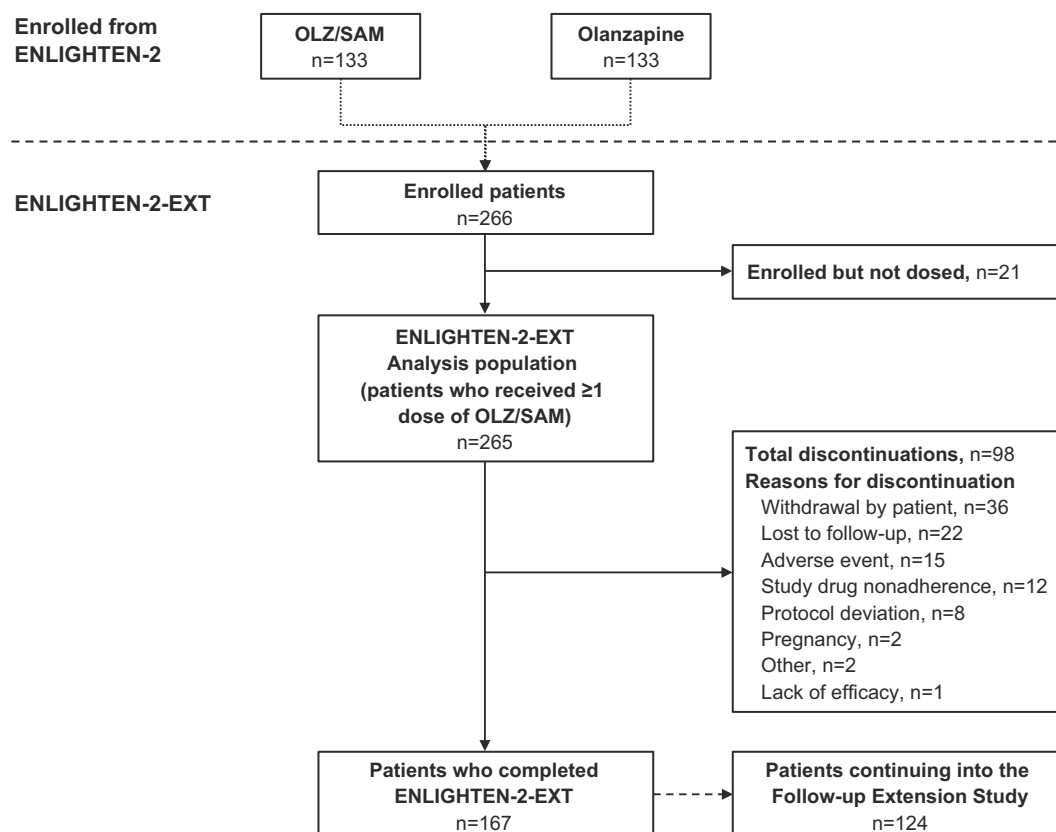 Enrolled from
ENLIGHTEN-2
OLZ/SAM
n=133
Olanzapine
n=133
ENLIGHTEN-2-EXT
Enrolled patients
n=266
Enrolled but not dosed, n=21
ENLIGHTEN-2-EXT
Analysis population
(patients who received ≥1
dose of OLZ/SAM)
n=265
Total discontinuations, n=98
Reasons for discontinuation
Withdrawal by patient, n=36
Lost to follow-up, n=22
Adverse event, n=15
Study drug nonadherence, n=12
Protocol deviation, n=8
Pregnancy, n=2
Other, n=2
Lack of efficacy, n=1
Patients who completed
ENLIGHTEN-2-EXT
n=167
Patients continuing into the
Follow-up Extension Study
n=124